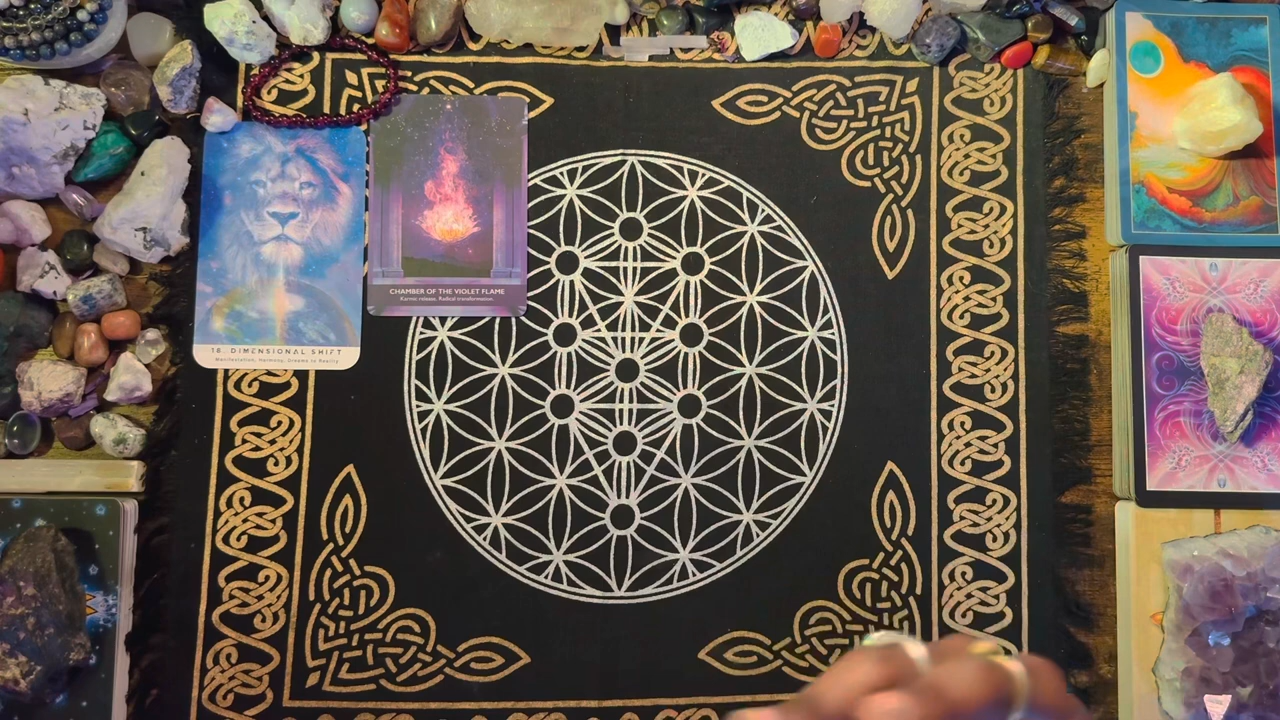 18. DIMENSIONAL SHIFT
Manifestation, Harmony, Dreams to Reality
CHAMBER OF THE VIOLET FLAME
Karmic release. Radical transformation.